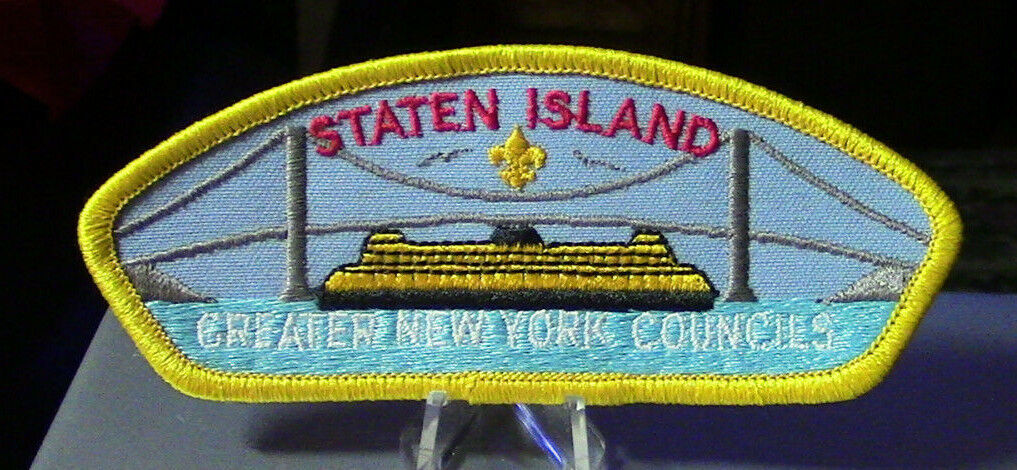 STATEN ISLAND
GREATER NEW YORK COUNCILS